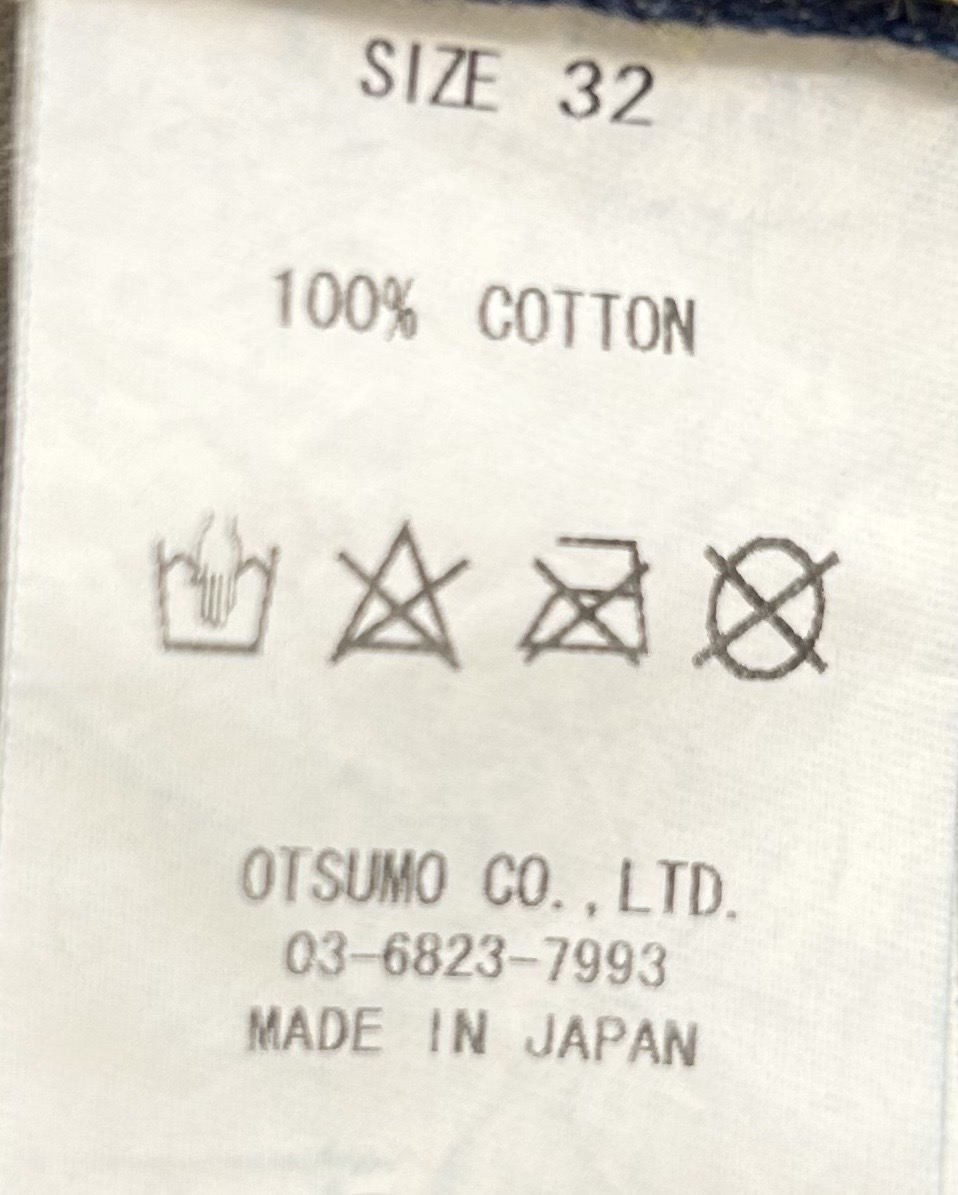 SIZE 32
100% COTTON
OTSUMO CO.,LTD.
03-6823-7993
MADE IN JAPAN